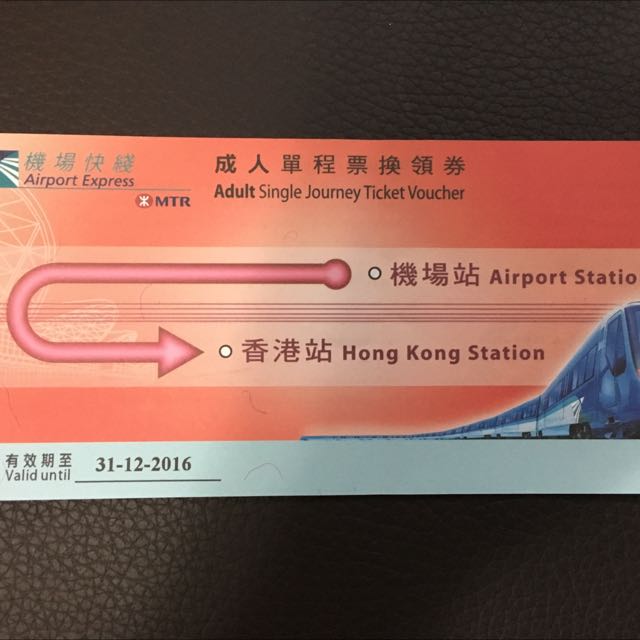 機場快綫
Airport Express
MTR
成人單程票換領券
Adult Single Journey Ticket Voucher
機場站 Airport Statio
香港站 Hong Kong Station
有效期至
Valid until 31-12-2016